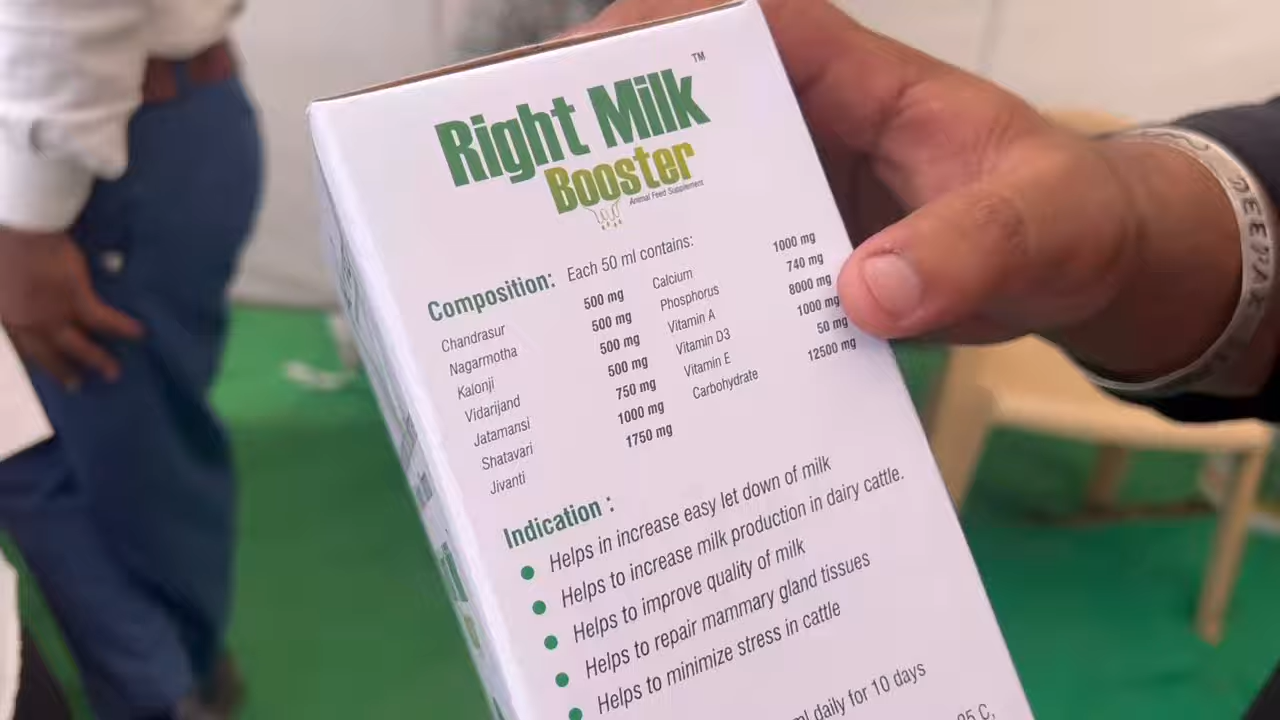 Right Milk ™
Booster
Animal Feed Supplement
Composition: Each 50 ml contains:
Chandrasur 500 mg
Nagarmotha 500 mg
Kalonji 500 mg
Vidarijand 500 mg
Jatamansi 750 mg
Shatavari 1000 mg
Jivanti 1750 mg
Calcium 1000 mg
Phosphorus 740 mg
Vitamin A 8000 mg
Vitamin D3 1000 mg
Vitamin E 50 mg
Carbohydrate 12500 mg
Indication :
Helps in increase easy let down of milk
Helps to increase milk production in dairy cattle.
Helps to improve quality of milk
Helps to repair mammary gland tissues
Helps to minimize stress in cattle
ml daily for 10 days
C,
DEEPAK